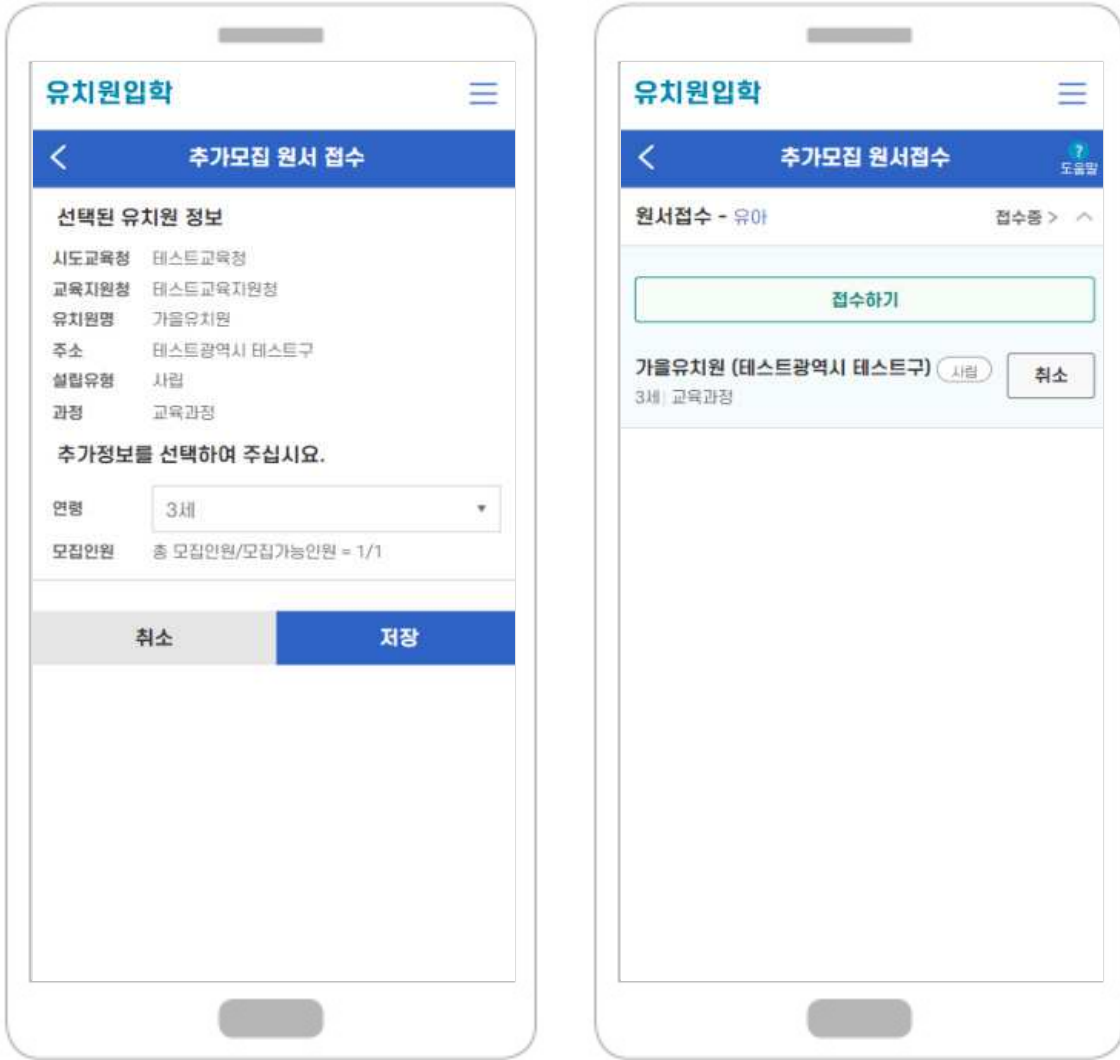 유치원입학
추가모집 원서 접수
선택된 유치원 정보
시도교육청 테스트교육청
교육지원청 테스트교육지원청
유치원명 가을유치원
주소 테스트광역시 테스트구
설립유형 사립
과정 교육과정
추가정보를 선택하여 주십시요.
연령 3세
모집인원 총 모집인원/모집가능인원 = 1/1
취소 저장
유치원입학
추가모집 원서접수 ? 도움말
원서접수 - 유아 접수중 >
접수하기
가을유치원 (테스트광역시 테스트구) 사립 취소
3세| 교육과정